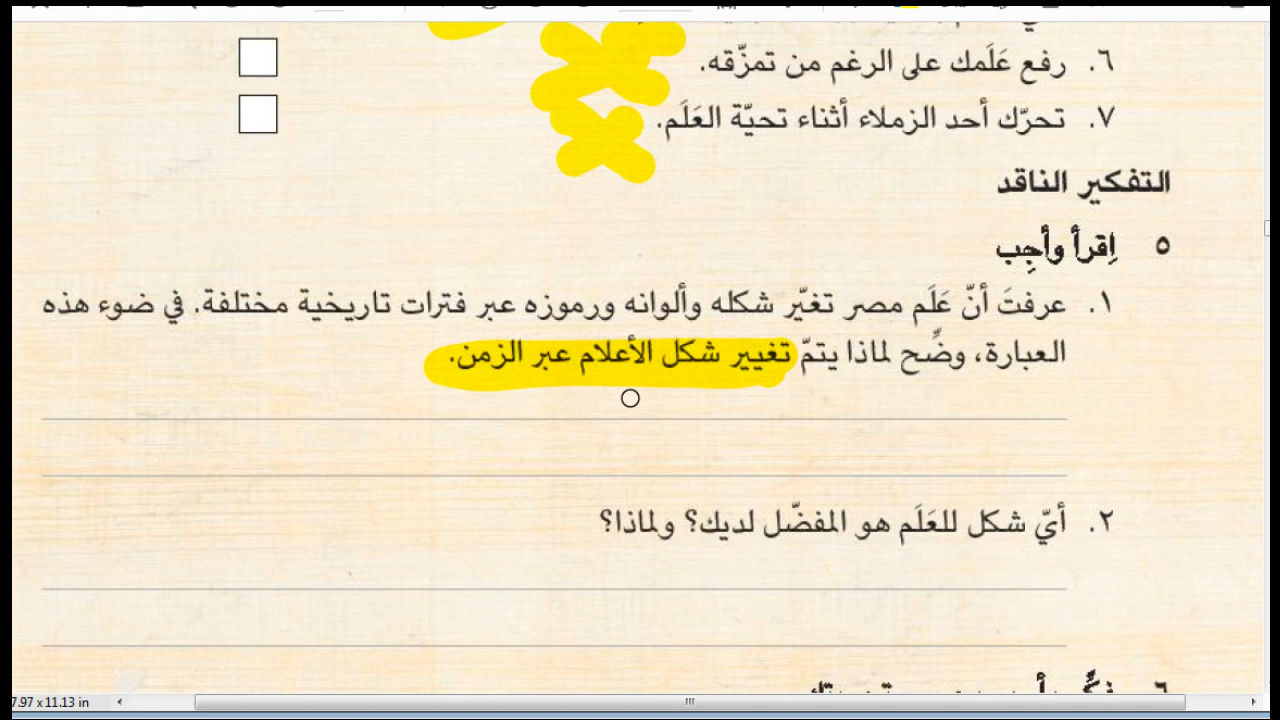 ٦. رفع عَلَمك على الرغم من تمزّقه.
٧. تحرّك أحد الزملاء أثناء تحيّة العَلَم.
التفكير الناقد
٥ اِقرأ وأجِب
١. عرفتَ أنّ عَلَم مصر تغيّر شكله وألوانه ورموزه عبر فترات تاريخية مختلفة. في ضوء هذه
العبارة، وضِّح لماذا يتمّ تغيير شكل الأعلام عبر الزمن.
٢. أيّ شكل للعَلَم هو المفضّل لديك؟ ولماذا؟
7.97 x 11.13 in